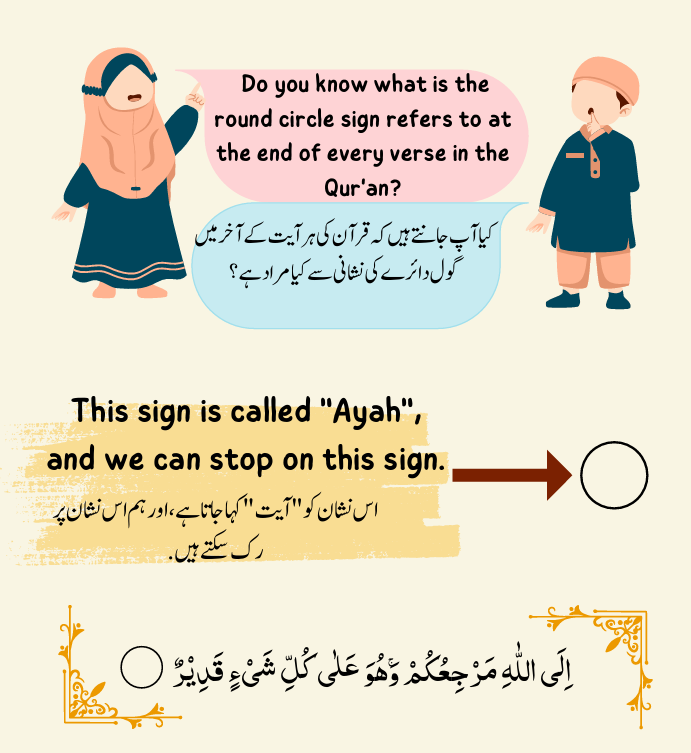 Do you know what is the
round circle sign refers to at
the end of every verse in the
Qur'an?
کیا آپ جانتے ہیں کہ قرآن کی ہر آیت کے آخر میں
گول دائرے کی نشانی سے کیا مراد ہے؟
This sign is called "Ayah",
and we can stop on this sign.
اس نشان کو "آیت" کہا جاتا ہے، اور ہم اس نشان پر
رک سکتے ہیں.
اِلَى اللّٰهِ مَرْجِعُكُمْ ۚ وَهُوَ عَلٰى كُلِّ شَیْءٍ قَدِیْرٌ